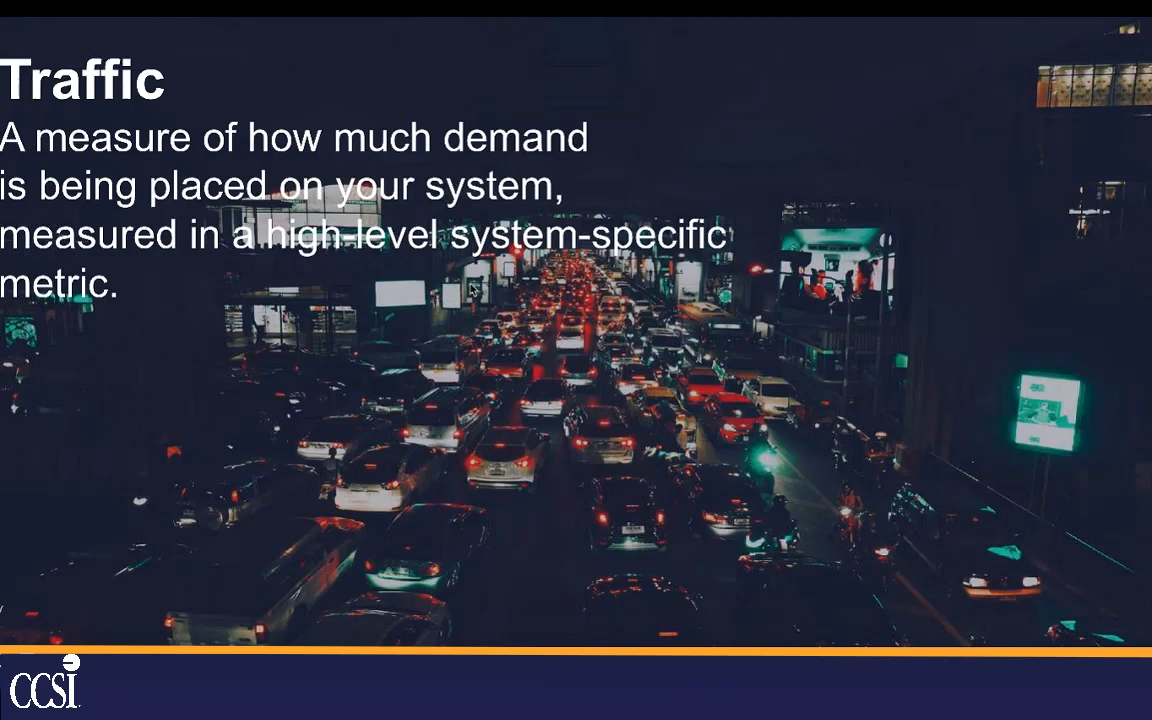 Traffic
A measure of how much demand
is being placed on your system,
measured in a high-level system-specific
metric.
CCSI